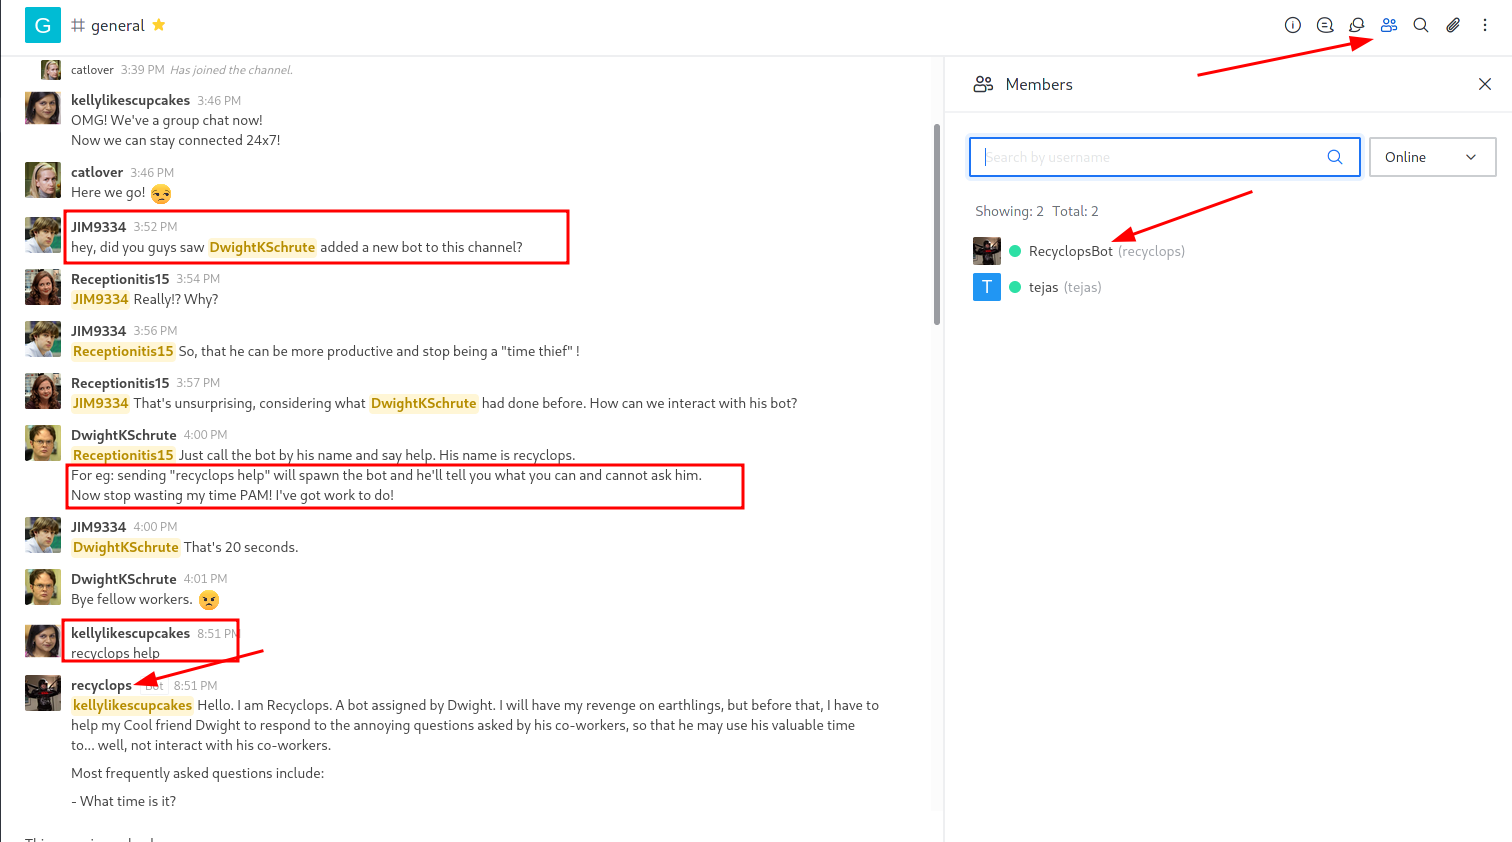 G # general
catlover 3:39 PM Has joined the channel.
kellylikescupcakes 3:46 PM
OMG! We've a group chat now!
Now we can stay connected 24x7!
catlover 3:46 PM
Here we go!
JIM9334 3:52 PM
hey, did you guys saw DwightKSchrute added a new bot to this channel?
Receptionitis15 3:54 PM
JIM9334 Really!? Why?
JIM9334 3:56 PM
Receptionitis15 So, that he can be more productive and stop being a "time thief" !
Receptionitis15 3:57 PM
JIM9334 That's unsurprising, considering what DwightKSchrute had done before. How can we interact with his bot?
DwightKSchrute 4:00 PM
Receptionitis15 Just call the bot by his name and say help. His name is recyclops.
For eg: sending "recyclops help" will spawn the bot and he'll tell you what you can and cannot ask him.
Now stop wasting my time PAM! I've got work to do!
JIM9334 4:00 PM
DwightKSchrute That's 20 seconds.
DwightKSchrute 4:01 PM
Bye fellow workers.
kellylikescupcakes 8:51 PM
recyclops help
recyclops Bot 8:51 PM
kellylikescupcakes Hello. I am Recyclops. A bot assigned by Dwight. I will have my revenge on earthlings, but before that, I have to
help my Cool friend Dwight to respond to the annoying questions asked by his co-workers, so that he may use his valuable time
to... well, not interact with his co-workers.
Most frequently asked questions include:
- What time is it?
Members
Search by username
Online
Showing: 2 Total: 2
RecyclopsBot (recyclops)
T tejas (tejas)